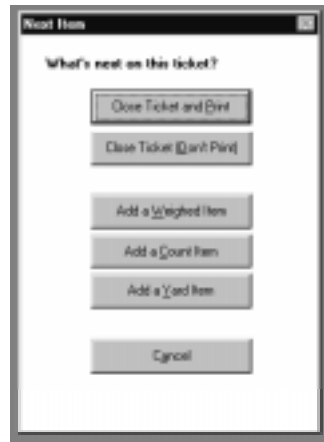 Next Item
What's next on this ticket?
Close Ticket and Print
Close Ticket (Don't Print)
Add a Weighed Item
Add a Count Item
Add a Yard Item
Cancel